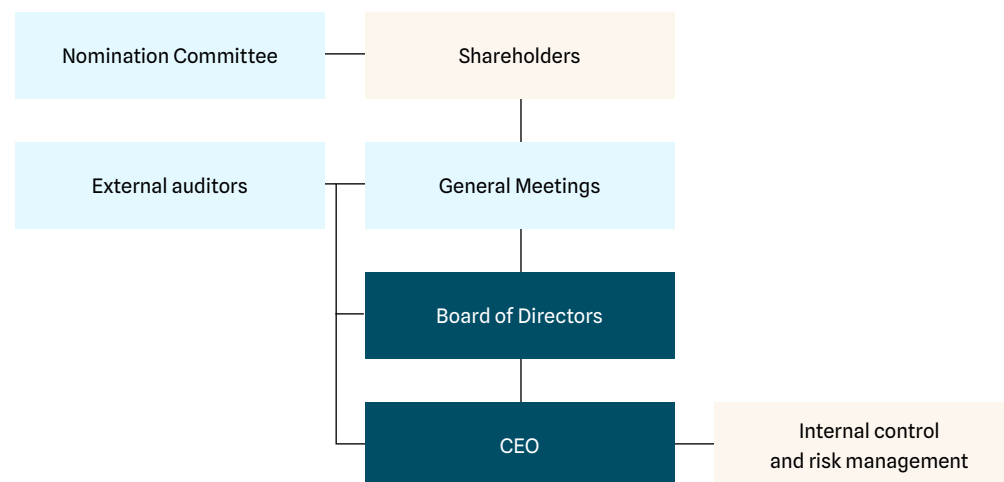 Nomination Committee
Shareholders
External auditors
General Meetings
Board of Directors
CEO
Internal control
and risk management